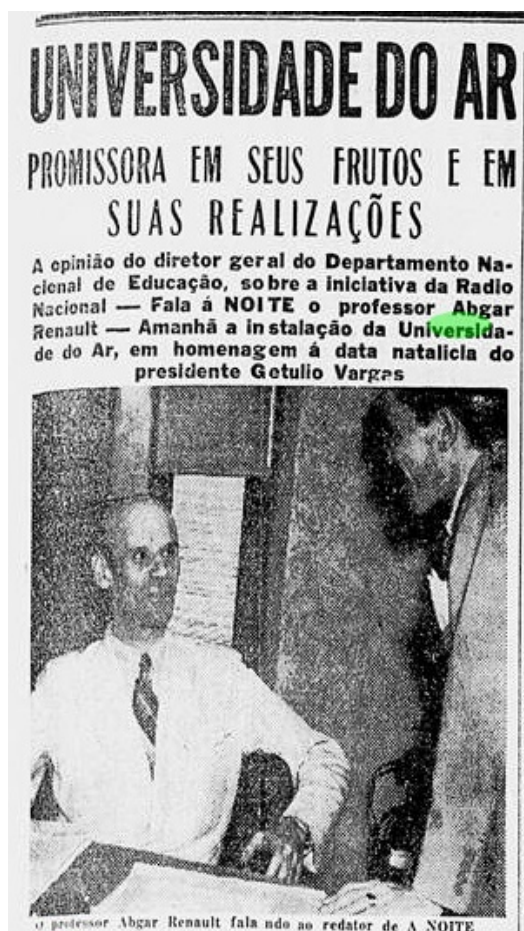 UNIVERSIDADE DO AR
PROMISSORA EM SEUS FRUTOS E EM
SUAS REALIZAÇÕES
A opinião do diretor geral do Departamento Na-
cional de Educação, sobre a iniciativa da Radio
Nacional — Fala á NOITE o professor Abgar
Renault — Amanhã a instalação da Universida-
de do Ar, em homenagem á data natalicia do
presidente Getulio Vargas
O professor Abgar Renault fala ndo ao redator de A NOITE